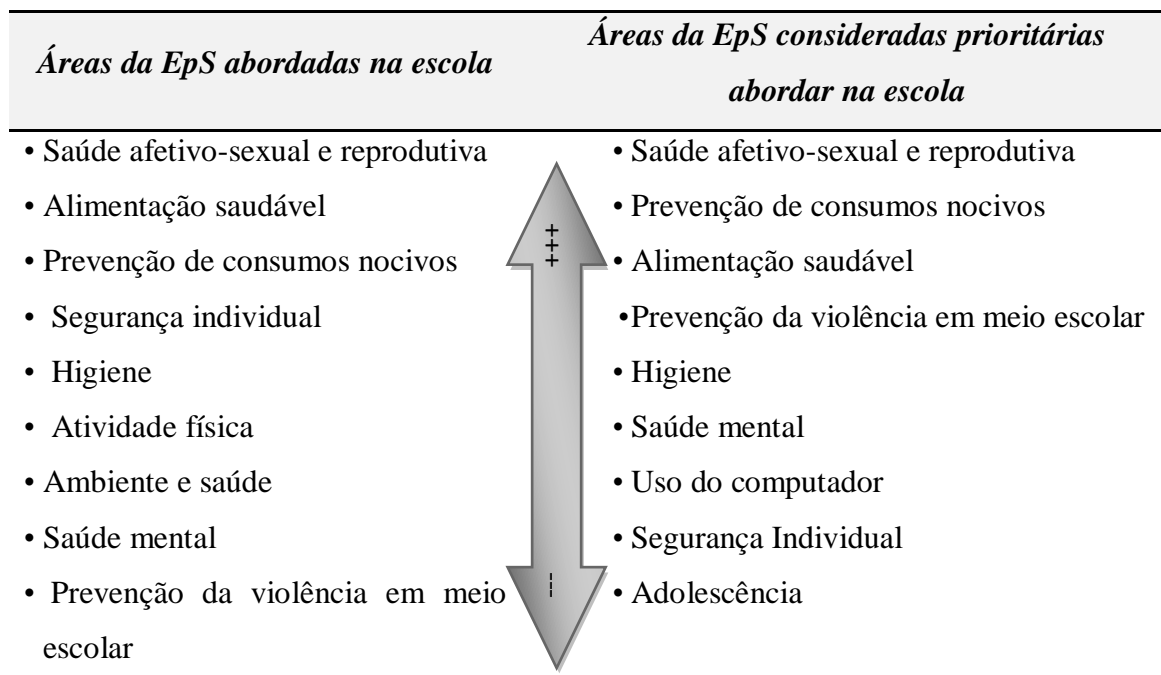 Áreas da EpS abordadas na escola
Áreas da EpS consideradas prioritárias
abordar na escola
• Saúde afetivo-sexual e reprodutiva
• Alimentação saudável
• Prevenção de consumos nocivos
• Segurança individual
• Higiene
• Atividade física
• Ambiente e saúde
• Saúde mental
• Prevenção da violência em meio
escolar
+++
---
• Saúde afetivo-sexual e reprodutiva
• Prevenção de consumos nocivos
• Alimentação saudável
•Prevenção da violência em meio escolar
• Higiene
• Saúde mental
• Uso do computador
• Segurança Individual
• Adolescência